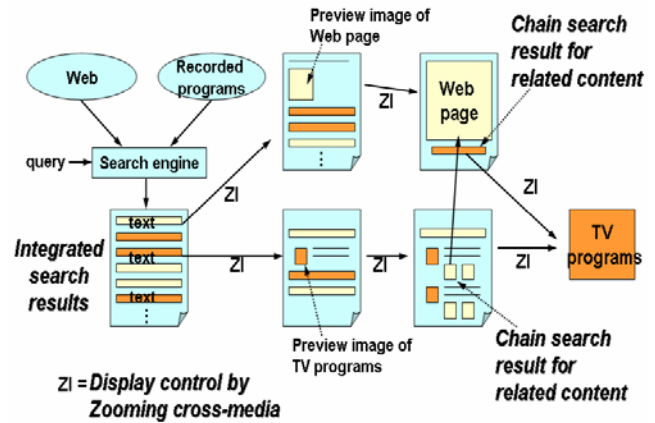 Preview image of
Web page
Chain search
result for
related content
Web
Recorded
programs
Web
page
ZI
query
Search engine
ZI
ZI
text
text
text
⋮
⋮
Integrated
search
results
ZI
ZI
ZI
TV
programs
Preview image of
TV programs
Chain search
result for
related content
ZI = Display control by
Zooming cross-media